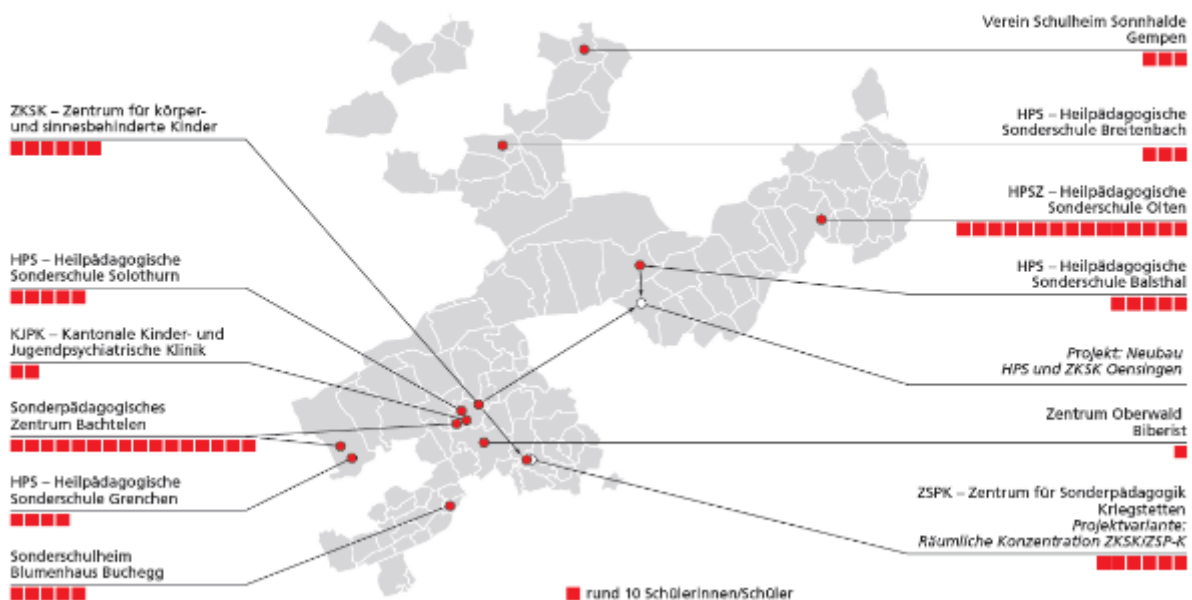 Verein Schulheim Sonnhalde
Gempen
ZKSK – Zentrum für körper-
und sinnesbehinderte Kinder
HPS – Heilpädagogische
Sonderschule Breitenbach
HPSZ – Heilpädagogische
Sonderschule Olten
HPS – Heilpädagogische
Sonderschule Solothurn
HPS – Heilpädagogische
Sonderschule Balsthal
KJPK – Kantonale Kinder- und
Jugendpsychiatrische Klinik
Projekt: Neubau
HPS und ZKSK Oensingen
Sonderpädagogisches
Zentrum Bachtelen
Zentrum Oberwald
Biberist
HPS – Heilpädagogische
Sonderschule Grenchen
ZSPK – Zentrum für Sonderpädagogik
Kriegstetten
Projektvariante:
Räumliche Konzentration ZKSK/ZSP-K
Sonderschulheim
Blumenhaus Buchegg
rund 10 Schülerinnen/Schüler